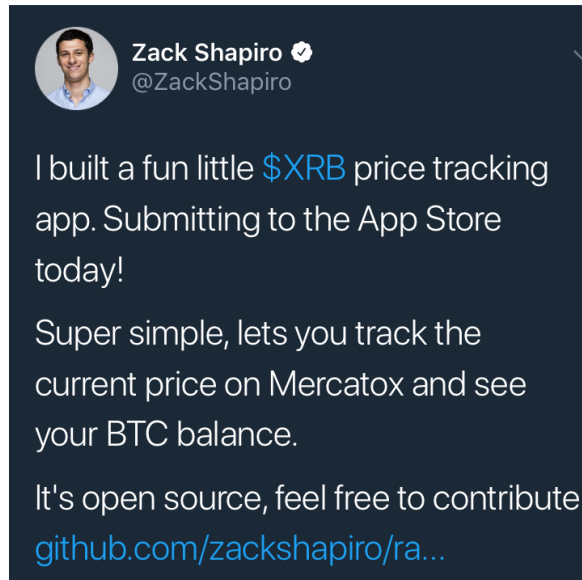 Zack Shapiro
@ZackShapiro
I built a fun little $XRB price tracking
app. Submitting to the App Store
today!
Super simple, lets you track the
current price on Mercatox and see
your BTC balance.
It's open source, feel free to contribute
github.com/zackshapiro/ra...